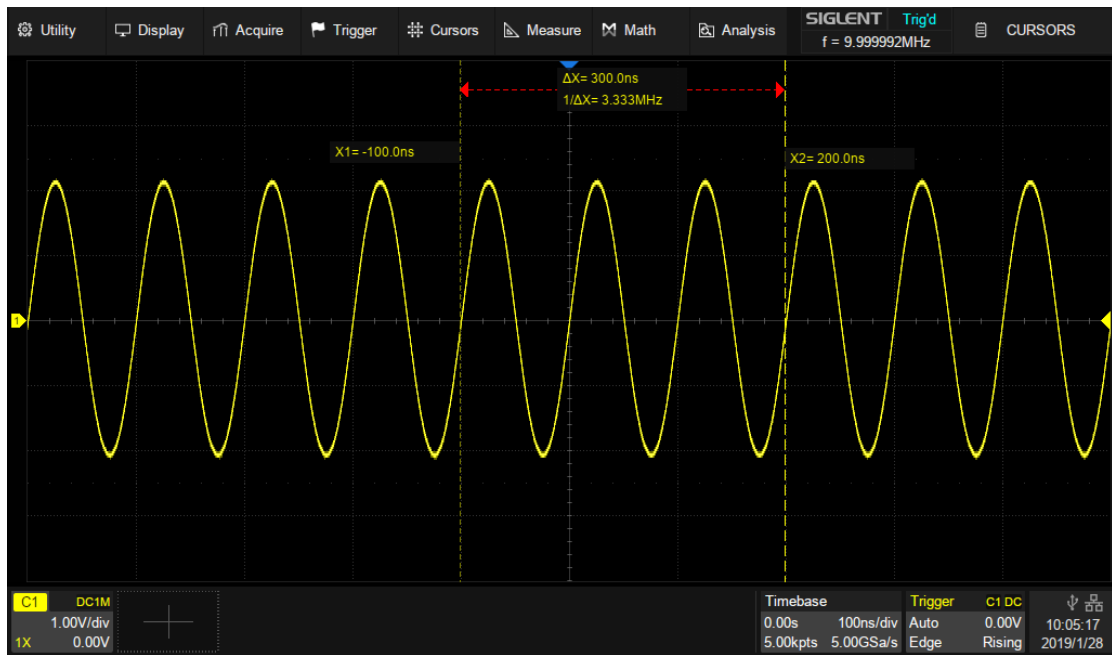 Utility Display Acquire Trigger Cursors Measure Math Analysis
SIGLENT Trig'd
f = 9.999992MHz
CURSORS
ΔX= 300.0ns
1/ΔX= 3.333MHz
X1= -100.0ns
X2= 200.0ns
1
C1 DC1M
1.00V/div
1X 0.00V
Timebase
0.00s 100ns/div
5.00kpts 5.00GSa/s
Trigger C1 DC
Auto 0.00V
Edge Rising
10:05:17
2019/1/28